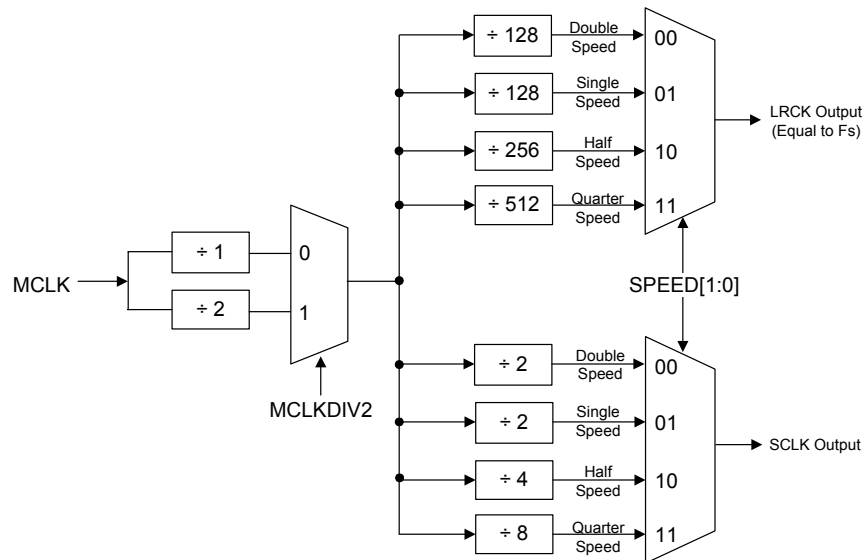 ÷ 128
Double
Speed
00
÷ 128
Single
Speed
01
÷ 256
Half
Speed
10
÷ 512
Quarter
Speed
11
LRCK Output
(Equal to Fs)
MCLK
÷ 1
0
÷ 2
1
MCLKDIV2
SPEED[1:0]
÷ 2
Double
Speed
00
÷ 2
Single
Speed
01
÷ 4
Half
Speed
10
÷ 8
Quarter
Speed
11
SCLK Output